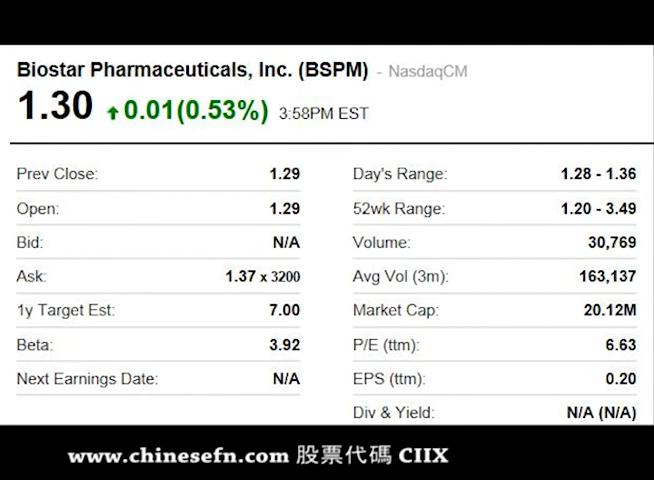 Biostar Pharmaceuticals, Inc. (BSPM) - NasdaqCM
1.30 0.01(0.53%) 3:58PM EST
Prev Close: 1.29
Open: 1.29
Bid: N/A
Ask: 1.37 x 3200
1y Target Est: 7.00
Beta: 3.92
Next Earnings Date: N/A
Day's Range: 1.28 - 1.36
52wk Range: 1.20 - 3.49
Volume: 30,769
Avg Vol (3m): 163,137
Market Cap: 20.12M
P/E (ttm): 6.63
EPS (ttm): 0.20
Div & Yield: N/A (N/A)
www.chinesefn.com 股票代碼 CIIX